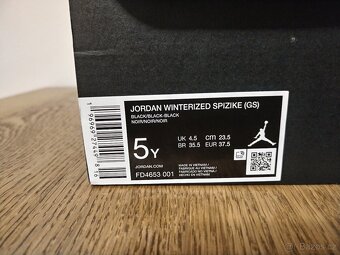 JORDAN WINTERIZED SPIZIKE (GS)
BLACK/BLACK-BLACK
NOIR/NOIR/NOIR
5Y
UK 4.5 cm 23.5
BR 35.5 EUR 37.5
JORDAN.COM
FD4653 001
MADE IN VIETNAM